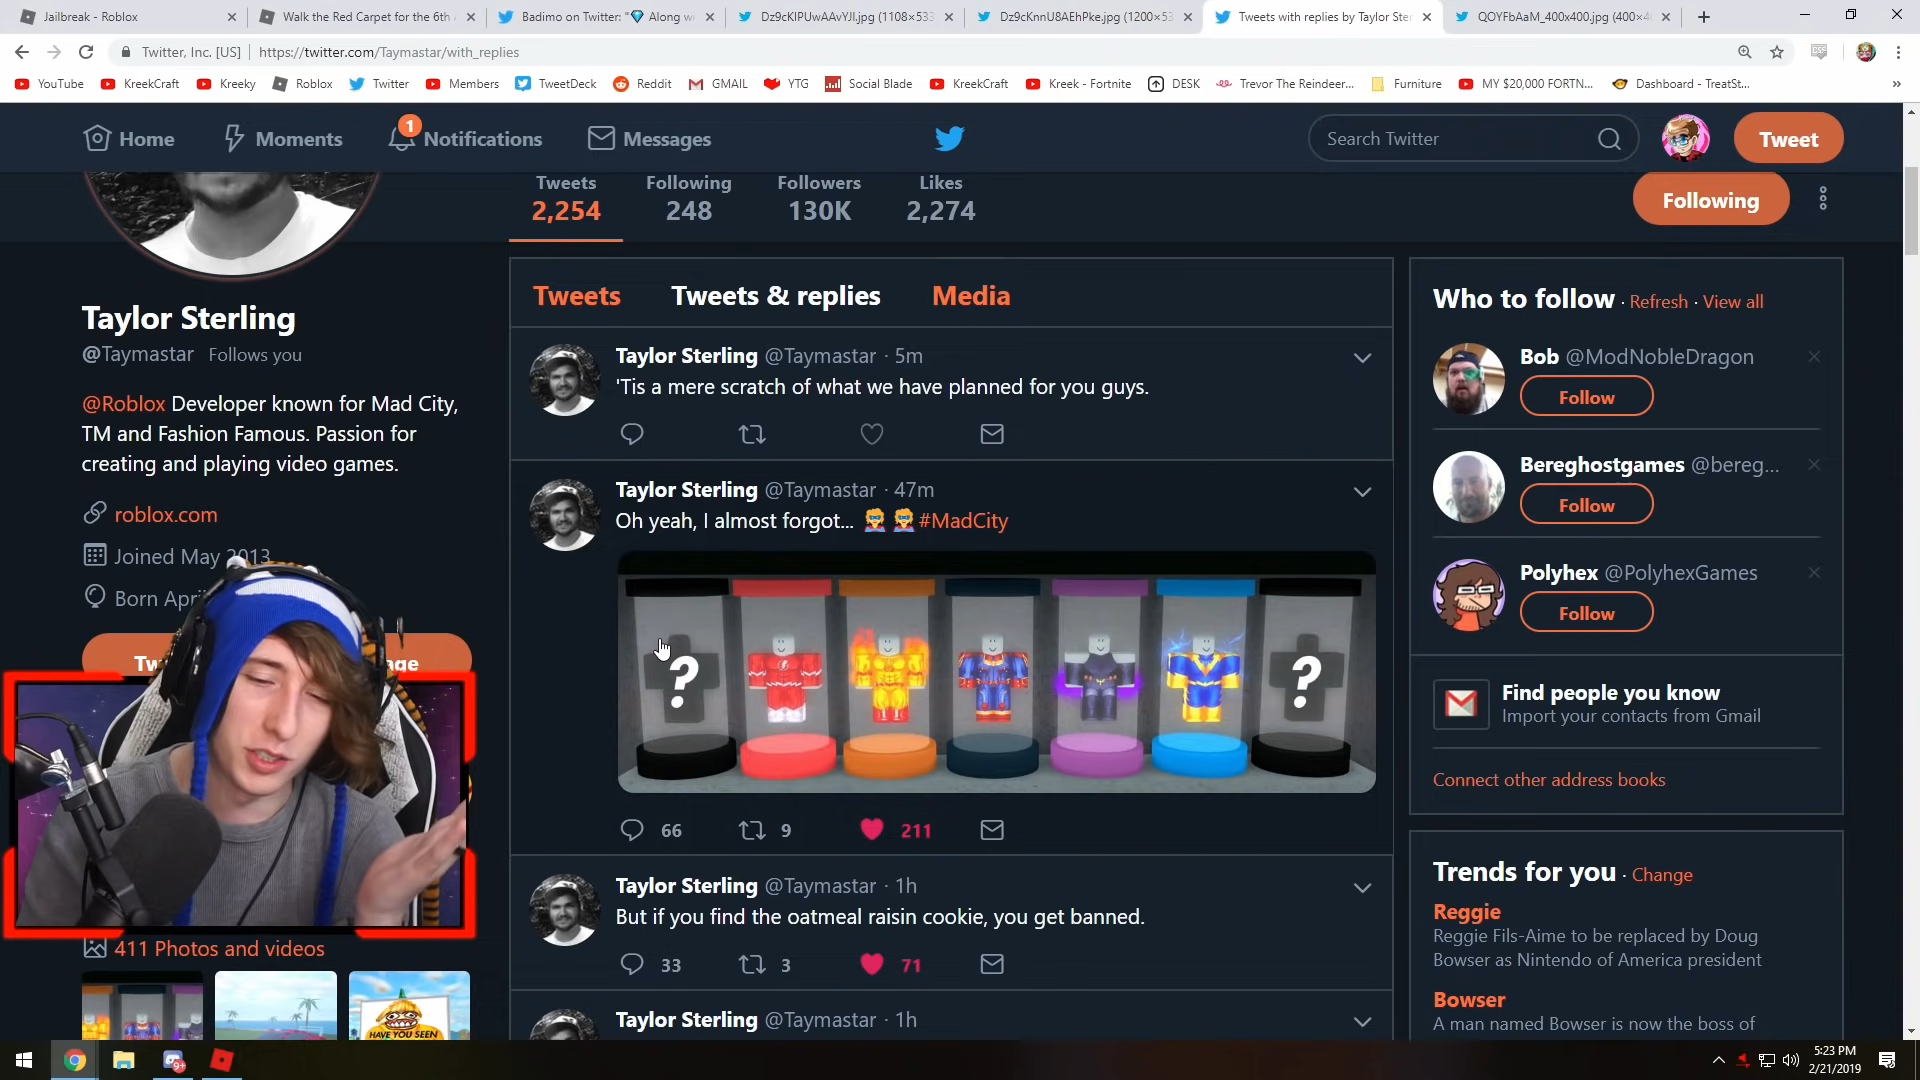 Jailbreak - Roblox
Walk the Red Carpet for the 6th
Badimo on Twitter: "💎 Along w
Dz9cKIPUwAAvYJI.jpg (1108×533
Dz9cKnnU8AEhPke.jpg (1200×53
Tweets with replies by Taylor Ster
QOYFbAaM_400x400.jpg (400×4
Twitter, Inc. [US] https://twitter.com/Taymastar/with_replies
YouTube KreekCraft Kreeky Roblox Twitter Members TweetDeck Reddit GMAIL YTG Social Blade KreekCraft Kreek - Fortnite DESK Trevor The Reindeer... Furniture MY $20,000 FORTN... Dashboard - TreatSt... »
Home Moments 1 Notifications Messages Search Twitter Tweet
Tweets Following Followers Likes
2,254 248 130K 2,274
Following
Taylor Sterling
@Taymastar Follows you
@Roblox Developer known for Mad City,
TM and Fashion Famous. Passion for
creating and playing video games.
roblox.com
Joined May 2013
Born Apri
411 Photos and videos
HAVE YOU SEEN
Tweets Tweets & replies Media
Taylor Sterling @Taymastar · 5m
'Tis a mere scratch of what we have planned for you guys.
Taylor Sterling @Taymastar · 47m
Oh yeah, I almost forgot... #MadCity
? ?
66 9 211
Taylor Sterling @Taymastar · 1h
But if you find the oatmeal raisin cookie, you get banned.
33 3 71
Taylor Sterling @Taymastar · 1h
Who to follow · Refresh · View all
Bob @ModNobleDragon
Follow
Bereghostgames @bereg...
Follow
Polyhex @PolyhexGames
Follow
Find people you know
Import your contacts from Gmail
Connect other address books
Trends for you · Change
Reggie
Reggie Fils-Aime to be replaced by Doug
Bowser as Nintendo of America president
Bowser
A man named Bowser is now the boss of
9+
5:23 PM
2/21/2019